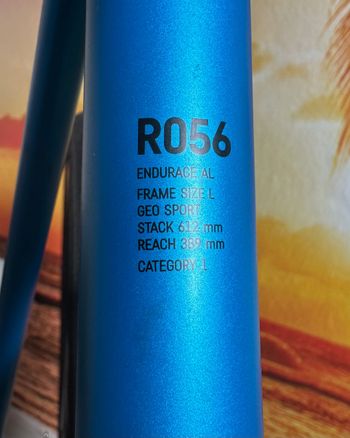 R056
ENDURACE AL
FRAME SIZE L
GEO SPORT
STACK 612 mm
REACH 389 mm
CATEGORY 1